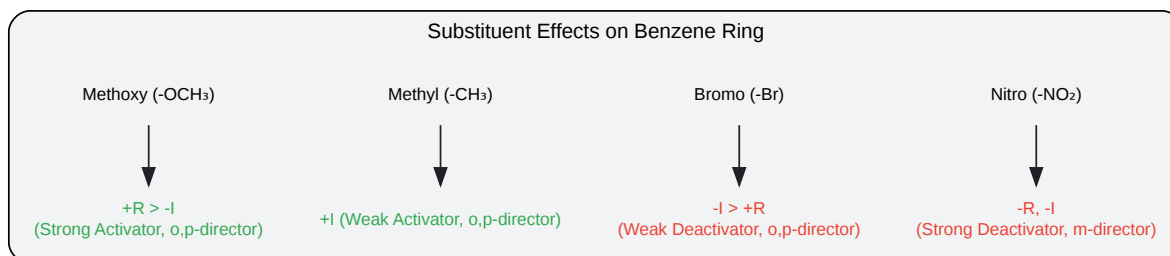 Substituent Effects on Benzene Ring
Methoxy (-OCH₃)
Methyl (-CH₃)
Bromo (-Br)
Nitro (-NO₂)
+R > -I
(Strong Activator, o,p-director)
+I (Weak Activator, o,p-director)
-I > +R
(Weak Deactivator, o,p-director)
-R, -I
(Strong Deactivator, m-director)